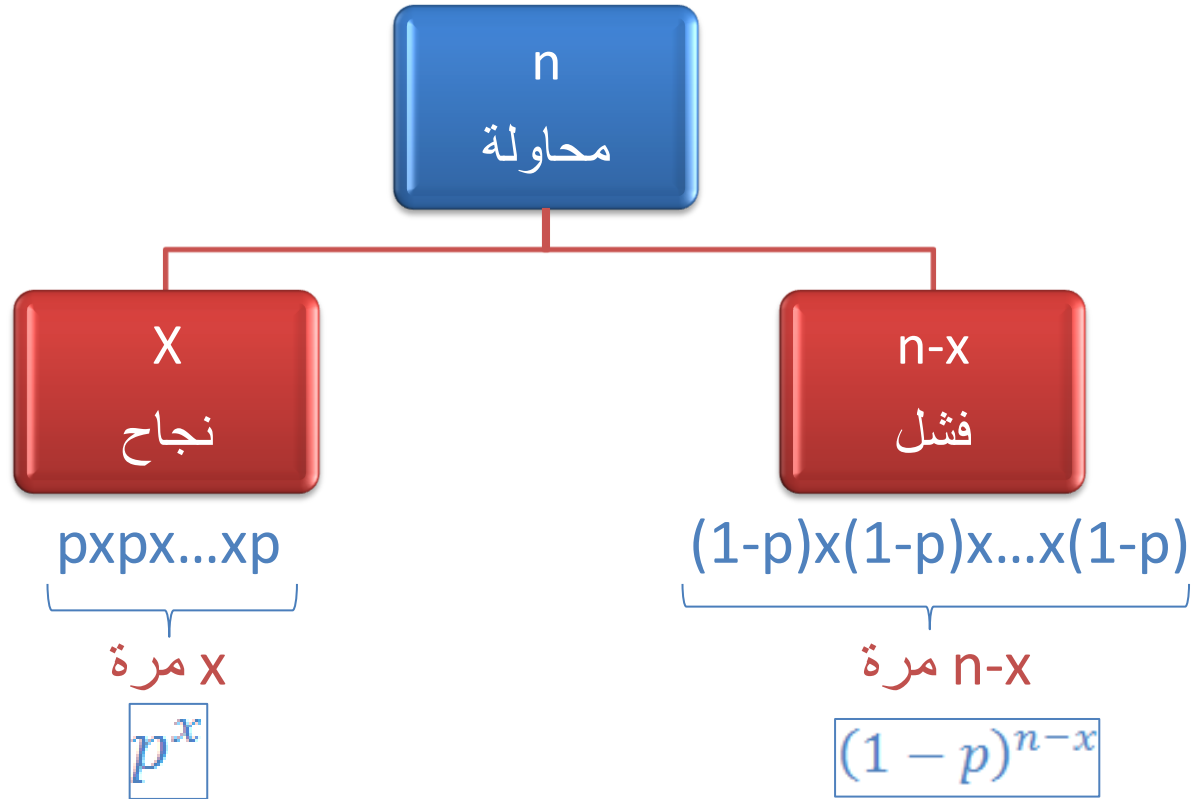 n
محاولة
X
نجاح
n-x
فشل
pxpx...xp
(1-p)x(1-p)x...x(1-p)
x مرة
n-x مرة
p^x
(1 − p)^{n−x}